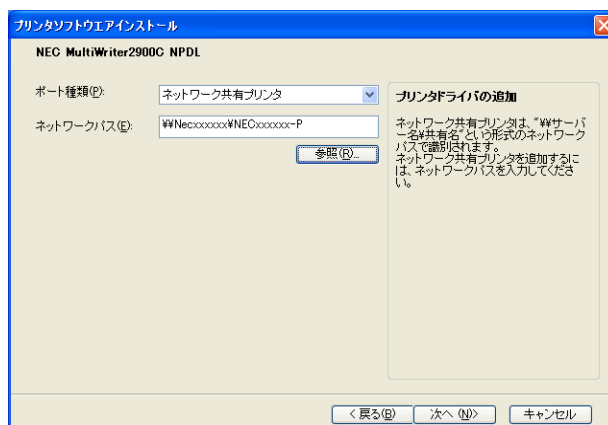 プリンタソフトウエアインストール
NEC MultiWriter2900C NPDL
ポート種類(P):
ネットワーク共有プリンタ
ネットワークパス(E):
¥¥Necxxxxxx¥NECxxxxxx-P
参照(R)...
プリンタドライバの追加
ネットワーク共有プリンタは、"¥¥サーバ
ー名¥共有名"という形式のネットワーク
パスで識別されます。
ネットワーク共有プリンタを追加するに
は、ネットワークパスを入力してくださ
い。
< 戻る(B)
次へ (N)>
キャンセル